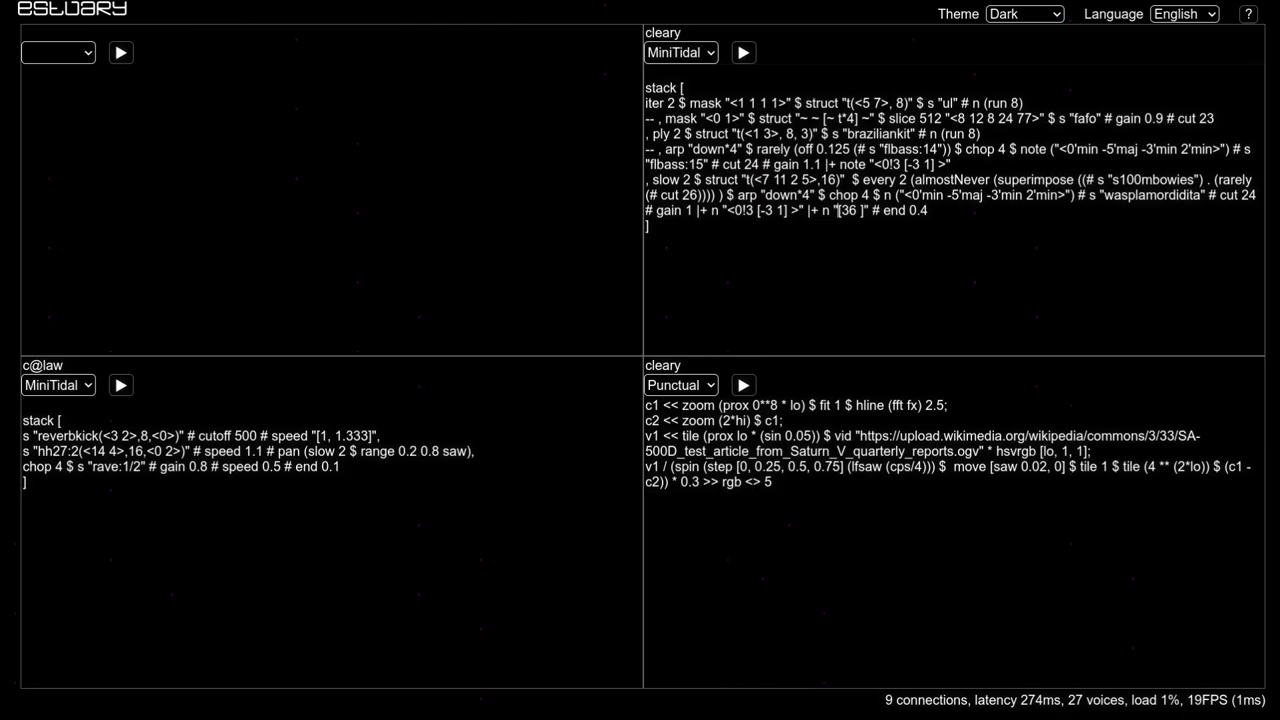 estuary
Theme Dark Language English ?
cleary
MiniTidal
stack [
iter 2 $ mask "<1 1 1 1>" $ struct "t(<5 7>, 8)" $ s "ul" # n (run 8)
-- , mask "<0 1>" $ struct "~ ~ [~ t*4] ~" $ slice 512 "<8 12 8 24 77>" $ s "fafo" # gain 0.9 # cut 23
, ply 2 $ struct "t(<1 3>, 8, 3)" $ s "braziliankit" # n (run 8)
-- , arp "down*4" $ rarely (off 0.125 (# s "flbass:14")) $ chop 4 $ note ("<0'min -5'maj -3'min 2'min>") # s
"flbass:15" # cut 24 # gain 1.1 |+ note "<0!3 [-3 1] >"
, slow 2 $ struct "t(<7 11 2 5>,16)"  $ every 2 (almostNever (superimpose ((# s "s100mbowies") . (rarely
(# cut 26)))) ) $ arp "down*4" $ chop 4 $ n ("<0'min -5'maj -3'min 2'min>") # s "wasplamordidita" # cut 24
# gain 1 |+ n "<0!3 [-3 1] >" |+ n "[36 ]" # end 0.4
]
c@law
MiniTidal
stack [
s "reverbkick(<3 2>,8,<0>)" # cutoff 500 # speed "[1, 1.333]",
s "hh27:2(<14 4>,16,<0 2>)" # speed 1.1 # pan (slow 2 $ range 0.2 0.8 saw),
chop 4 $ s "rave:1/2" # gain 0.8 # speed 0.5 # end 0.1
]
cleary
Punctual
c1 << zoom (prox 0**8 * lo) $ fit 1 $ hline (fft fx) 2.5;
c2 << zoom (2*hi) $ c1;
v1 << tile (prox lo * (sin 0.05)) $ vid "https://upload.wikimedia.org/wikipedia/commons/3/33/SA-
500D_test_article_from_Saturn_V_quarterly_reports.ogv" * hsvrgb [lo, 1, 1];
v1 / (spin (step [0, 0.25, 0.5, 0.75] (lfsaw (cps/4))) $  move [saw 0.02, 0] $ tile 1 $ tile (4 ** (2*lo)) $ (c1 -
c2)) * 0.3 >> rgb <> 5
9 connections, latency 274ms, 27 voices, load 1%, 19FPS (1ms)